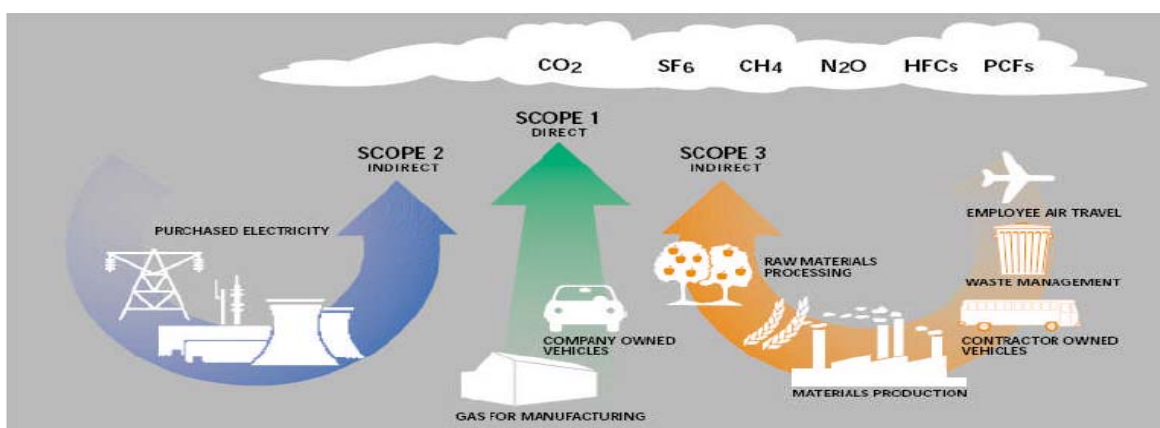 CO2 SF6 CH4 N2O HFCs PCFs
SCOPE 1
DIRECT
SCOPE 2
INDIRECT
SCOPE 3
INDIRECT
PURCHASED ELECTRICITY
COMPANY OWNED
VEHICLES
GAS FOR MANUFACTURING
RAW MATERIALS
PROCESSING
MATERIALS PRODUCTION
EMPLOYEE AIR TRAVEL
WASTE MANAGEMENT
CONTRACTOR OWNED
VEHICLES